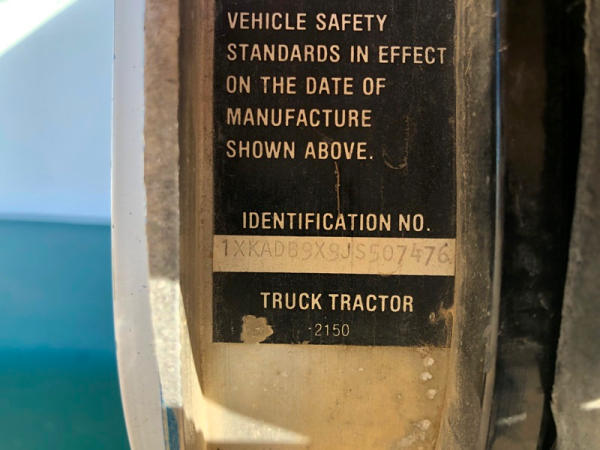 VEHICLE SAFETY
STANDARDS IN EFFECT
ON THE DATE OF
MANUFACTURE
SHOWN ABOVE.
IDENTIFICATION NO.
1XKADB9X9JS507476
TRUCK TRACTOR
-2150